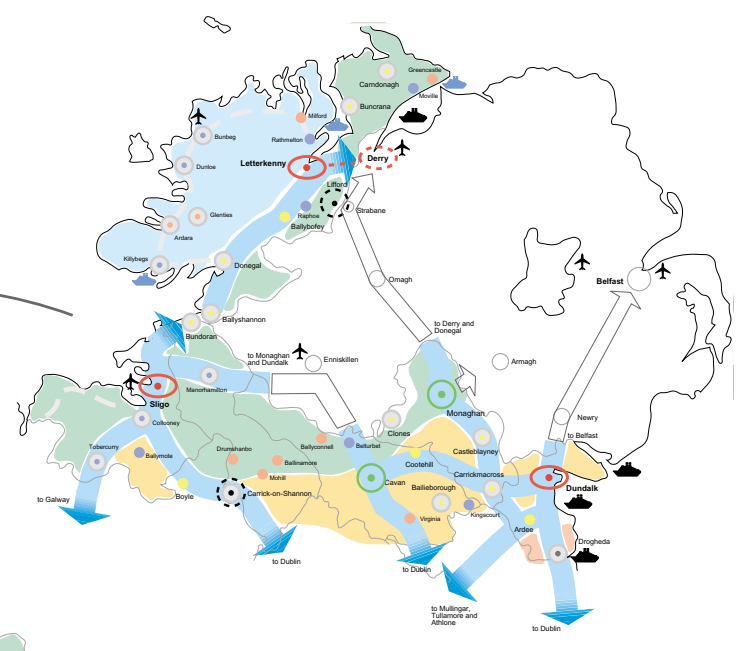 Greencastle
Carndonagh
Moville
Buncrana
Milford
Rathmelton
Bunbeg
Letterkenny
Derry
Dunloe
Lifford
Raphoe
Strabane
Glenties
Ballybofey
Ardara
Killybegs
Donegal
Omagh
Belfast
Ballyshannon
to Derry and
Donegal
Bundoran
to Monaghan
and Dundalk
Enniskillen
Armagh
Manorhamilton
Sligo
Monaghan
Newry
Collooney
Clones
to Belfast
Tobercurry
Ballymote
Drumshanbo
Ballyconnell
Belturbet
Castleblayney
Ballinamore
Cootehill
Mohill
Cavan
Carrickmacross
Boyle
Carrick-on-Shannon
Bailieborough
Dundalk
to Galway
Virginia
Kingscourt
Ardee
Drogheda
to Dublin
to Dublin
to Mullingar,
Tullamore and
Athlone
to Dublin